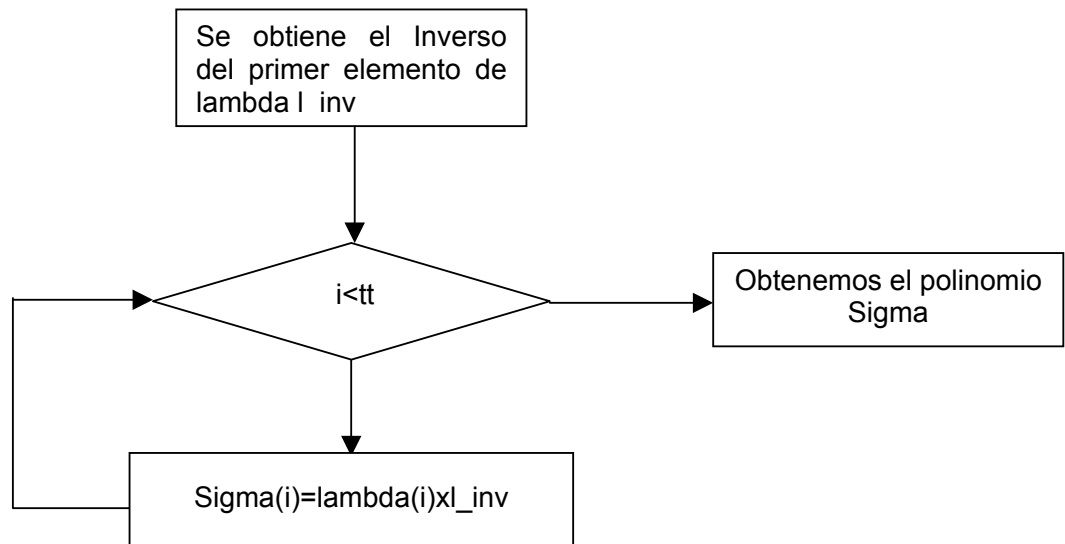 Se obtiene el Inverso
del primer elemento de
lambda l inv
i<tt
Obtenemos el polinomio
Sigma
Sigma(i)=lambda(i)xl_inv